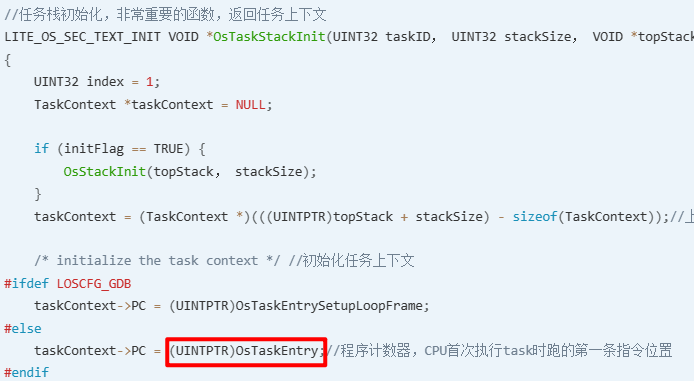 //任务栈初始化，非常重要的函数，返回任务上下文
LITE_OS_SEC_TEXT_INIT VOID *OsTaskStackInit(UINT32 taskID， UINT32 stackSize， VOID *topStack
{
UINT32 index = 1;
TaskContext *taskContext = NULL;
if (initFlag == TRUE) {
OsStackInit(topStack， stackSize);
}
taskContext = (TaskContext *)(((UINTPTR)topStack + stackSize) - sizeof(TaskContext));//上
/* initialize the task context */ //初始化任务上下文
#ifdef LOSCFG_GDB
taskContext->PC = (UINTPTR)OsTaskEntrySetupLoopFrame;
#else
taskContext->PC = (UINTPTR)OsTaskEntry;//程序计数器，CPU首次执行task时跑的第一条指令位置
#endif